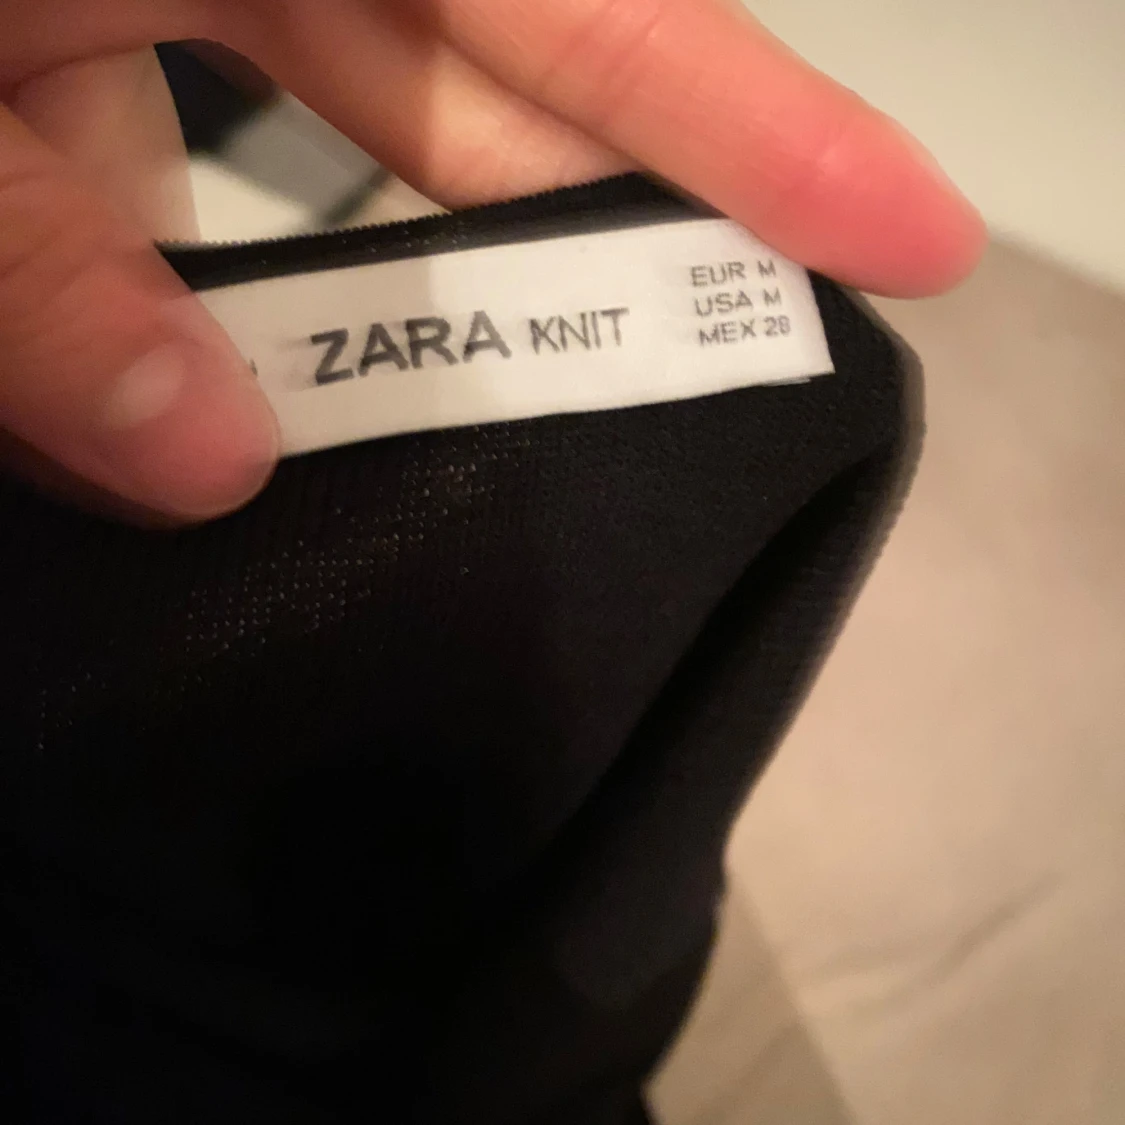 ZARA KNIT
EUR M
USA M
MEX 28